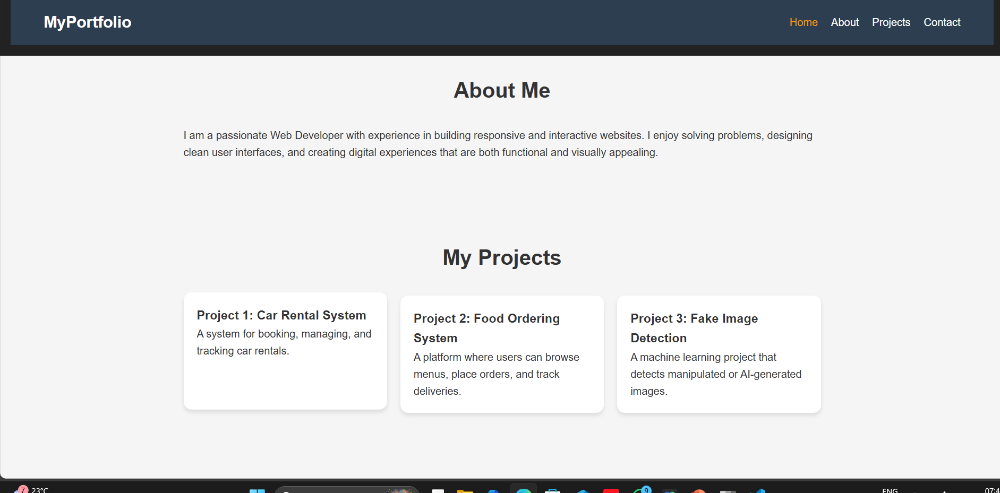 MyPortfolio
Home About Projects Contact
About Me
I am a passionate Web Developer with experience in building responsive and interactive websites. I enjoy solving problems, designing
clean user interfaces, and creating digital experiences that are both functional and visually appealing.
My Projects
Project 1: Car Rental System
A system for booking, managing, and
tracking car rentals.
Project 2: Food Ordering
System
A platform where users can browse
menus, place orders, and track
deliveries.
Project 3: Fake Image
Detection
A machine learning project that
detects manipulated or AI-generated
images.
7 23°C
9
ENG
07:4